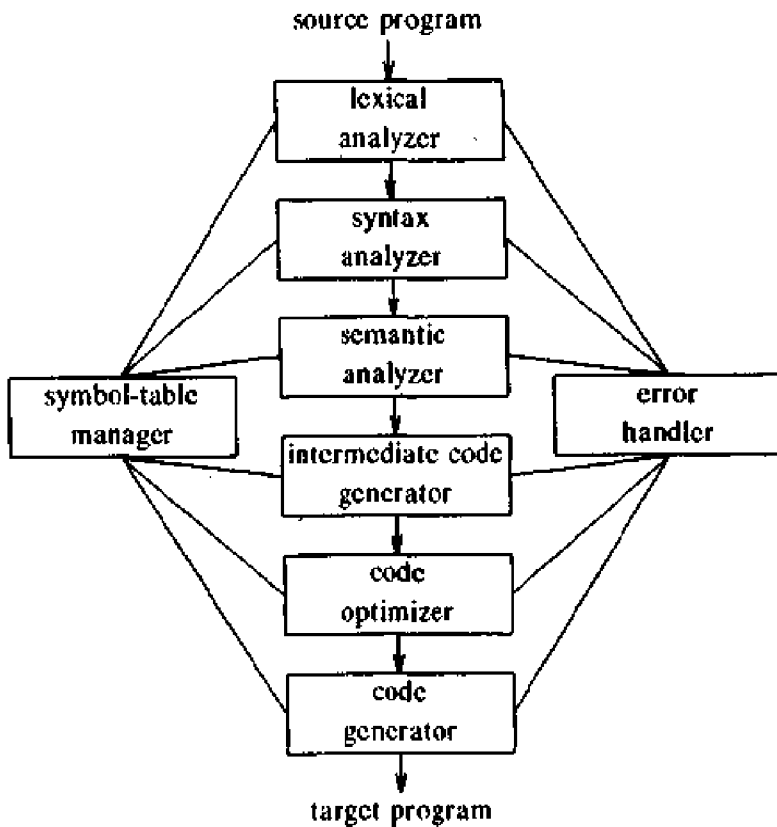 source program
lexical
analyzer
syntax
analyzer
semantic
analyzer
symbol-table
manager
error
handler
intermediate code
generator
code
optimizer
code
generator
target program